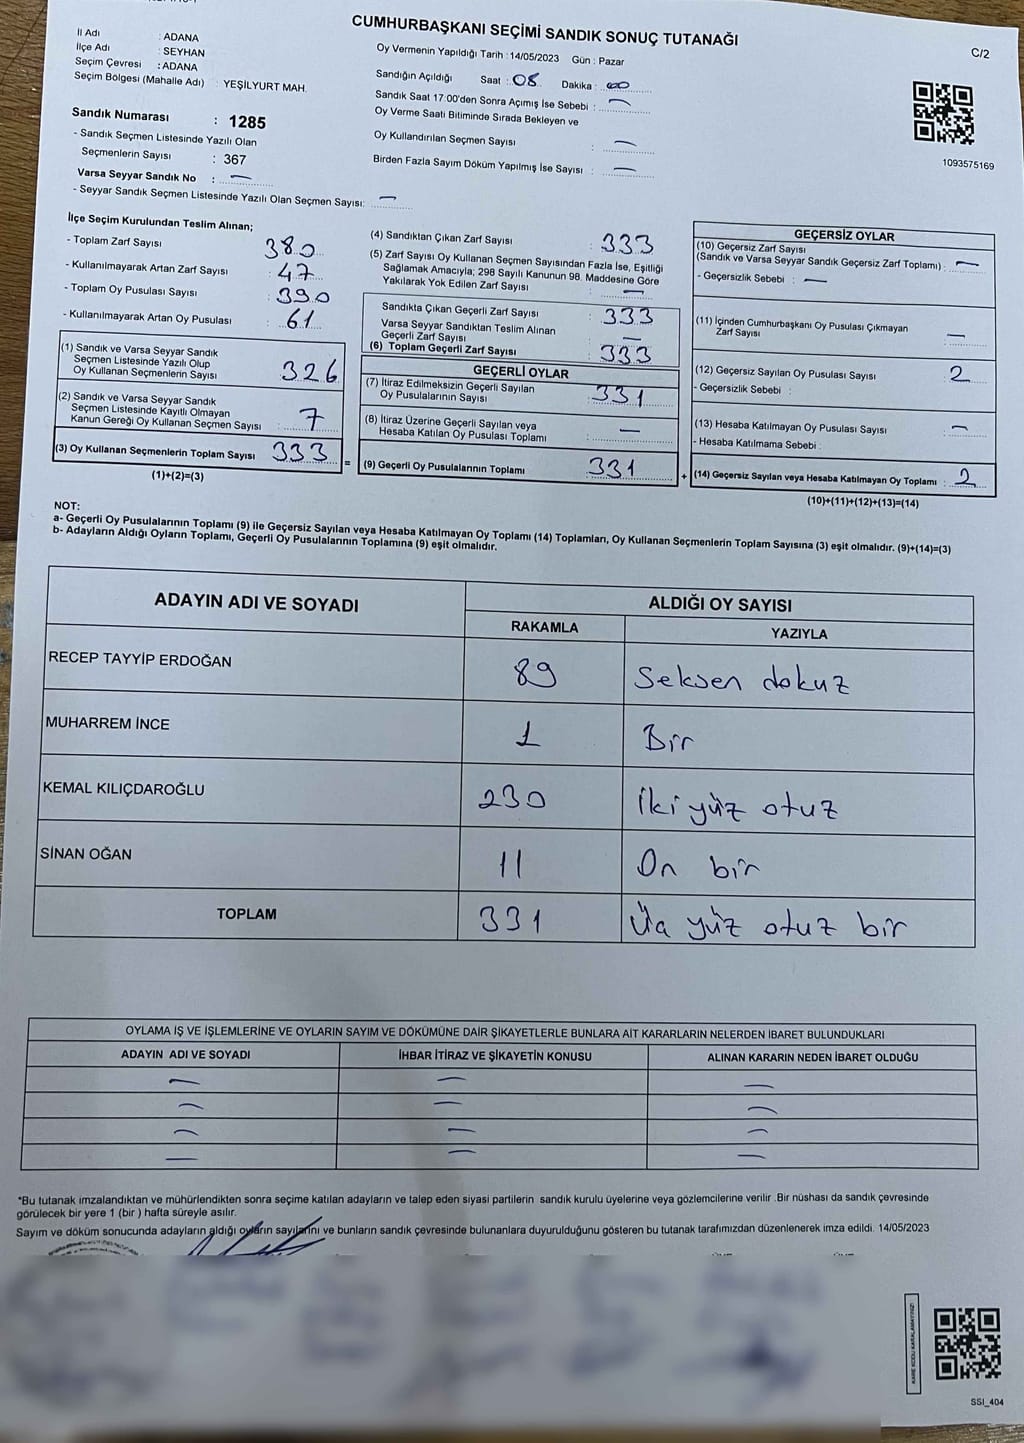 CUMHURBAŞKANI SEÇİMİ SANDIK SONUÇ TUTANAĞI
C/2
İl Adı : ADANA
İlçe Adı : SEYHAN
Seçim Çevresi : ADANA
Seçim Bölgesi (Mahalle Adı) : YEŞİLYURT MAH.
Sandık Numarası : 1285
- Sandık Seçmen Listesinde Yazılı Olan
Seçmenlerin Sayısı : 367
Varsa Seyyar Sandık No : —
- Seyyar Sandık Seçmen Listesinde Yazılı Olan Seçmen Sayısı: —
Oy Vermenin Yapıldığı Tarih : 14/05/2023 Gün : Pazar
Sandığın Açıldığı Saat : 08 Dakika : 00
Sandık Saat 17:00'den Sonra Açımış İse Sebebi : —
Oy Verme Saati Bitiminde Sırada Bekleyen ve
Oy Kullandırılan Seçmen Sayısı : —
Birden Fazla Sayım Döküm Yapılmış İse Sayısı : —
1093575169
İlçe Seçim Kurulundan Teslim Alınan;
- Toplam Zarf Sayısı : 380
- Kullanılmayarak Artan Zarf Sayısı : 47
- Toplam Oy Pusulası Sayısı : 390
- Kullanılmayarak Artan Oy Pusulası : 61
(1) Sandık ve Varsa Seyyar Sandık
Seçmen Listesinde Yazılı Olup
Oy Kullanan Seçmenlerin Sayısı : 326
(2) Sandık ve Varsa Seyyar Sandık
Seçmen Listesinde Kayıtlı Olmayan
Kanun Gereği Oy Kullanan Seçmen Sayısı : 7
(3) Oy Kullanan Seçmenlerin Toplam Sayısı : 333
(1)+(2)=(3)
=
(4) Sandıktan Çıkan Zarf Sayısı : 333
(5) Zarf Sayısı Oy Kullanan Seçmen Sayısından Fazla İse, Eşitliği
Sağlamak Amacıyla; 298 Sayılı Kanunun 98. Maddesine Göre
Yakılarak Yok Edilen Zarf Sayısı : —
Sandıkta Çıkan Geçerli Zarf Sayısı : 333
Varsa Seyyar Sandıktan Teslim Alınan
Geçerli Zarf Sayısı : —
(6) Toplam Geçerli Zarf Sayısı : 333
GEÇERLİ OYLAR
(7) İtiraz Edilmeksizin Geçerli Sayılan
Oy Pusulalarının Sayısı : 331
(8) İtiraz Üzerine Geçerli Sayılan veya
Hesaba Katılan Oy Pusulası Toplamı : —
(9) Geçerli Oy Pusulalarının Toplamı : 331
+
GEÇERSİZ OYLAR
(10) Geçersiz Zarf Sayısı
(Sandık ve Varsa Seyyar Sandık Geçersiz Zarf Toplamı) : —
- Geçersizlik Sebebi : —
(11) İçinden Cumhurbaşkanı Oy Pusulası Çıkmayan
Zarf Sayısı : —
(12) Geçersiz Sayılan Oy Pusulası Sayısı : 2
- Geçersizlik Sebebi :
(13) Hesaba Katılmayan Oy Pusulası Sayısı : —
- Hesaba Katılmama Sebebi :
(14) Geçersiz Sayılan veya Hesaba Katılmayan Oy Toplamı : 2
(10)+(11)+(12)+(13)=(14)
NOT:
a- Geçerli Oy Pusulalarının Toplamı (9) ile Geçersiz Sayılan veya Hesaba Katılmayan Oy Toplamı (14) Toplamları, Oy Kullanan Seçmenlerin Toplam Sayısına (3) eşit olmalıdır. (9)+(14)=(3)
b- Adayların Aldığı Oyların Toplamı, Geçerli Oy Pusulalarının Toplamına (9) eşit olmalıdır.
ADAYIN ADI VE SOYADI ALDIĞI OY SAYISI
RAKAMLA YAZIYLA
RECEP TAYYİP ERDOĞAN 89 Seksen dokuz
MUHARREM İNCE 1 Bir
KEMAL KILIÇDAROĞLU 230 İki yüz otuz
SİNAN OĞAN 11 On bir
TOPLAM 331 Üç yüz otuz bir
OYLAMA İŞ VE İŞLEMLERİNE VE OYLARIN SAYIM VE DÖKÜMÜNE DAİR ŞİKAYETLERLE BUNLARA AİT KARARLARIN NELERDEN İBARET BULUNDUKLARI
ADAYIN ADI VE SOYADI İHBAR İTİRAZ VE ŞİKAYETİN KONUSU ALINAN KARARIN NEDEN İBARET OLDUĞU
— — —
— — —
— — —
— — —
*Bu tutanak imzalandıktan ve mühürlendikten sonra seçime katılan adayların ve talep eden siyasi partilerin sandık kurulu üyelerine veya gözlemcilerine verilir .Bir nüshası da sandık çevresinde
görülecek bir yere 1 (bir ) hafta süreyle asılır.
Sayım ve döküm sonucunda adayların aldığı oyların sayılarını ve bunların sandık çevresinde bulunanlara duyurulduğunu gösteren bu tutanak tarafımızdan düzenlenerek imza edildi. 14/05/2023
KARE KODU KARALAMAYINIZ!
SSI_404